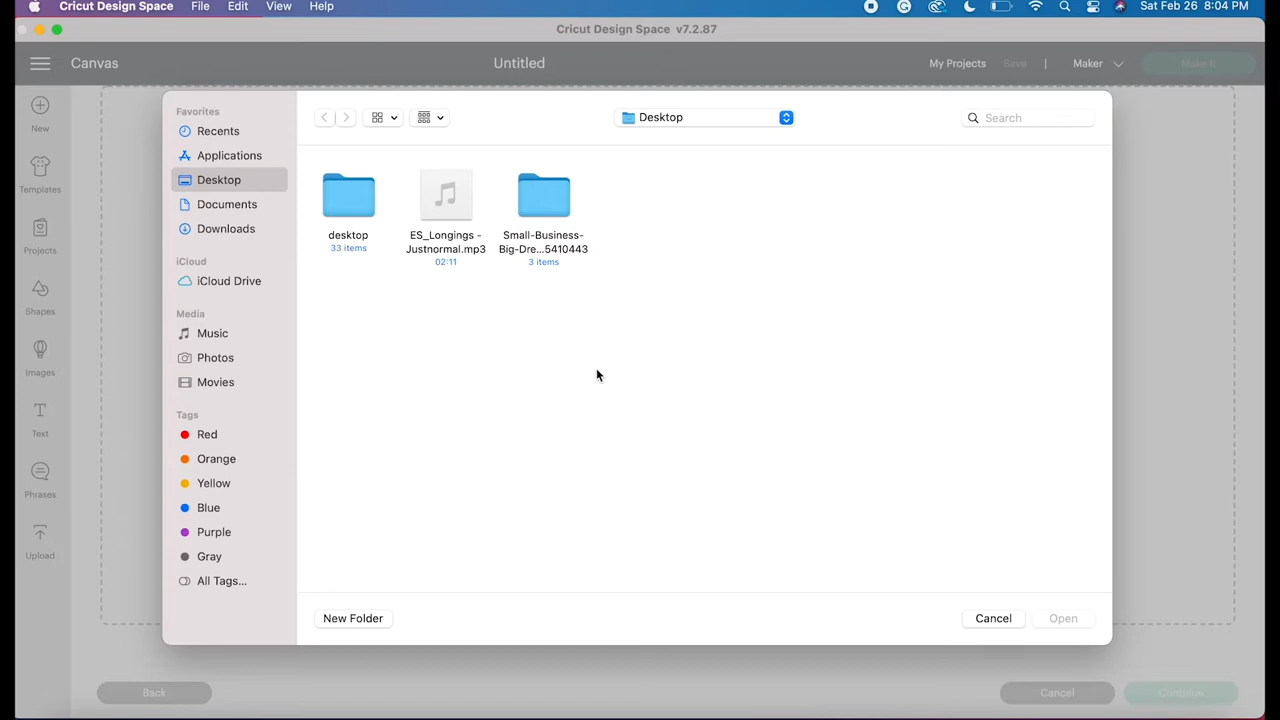 Cricut Design Space File Edit View Help Sat Feb 26 8:04 PM
Cricut Design Space v7.2.87
Canvas Untitled My Projects Save | Maker Make It
New
Templates
Projects
Shapes
Images
Text
Phrases
Upload
Favorites
Recents
Applications
Desktop
Documents
Downloads
iCloud
iCloud Drive
Media
Music
Photos
Movies
Tags
Red
Orange
Yellow
Blue
Purple
Gray
All Tags...
Desktop
Search
desktop
33 items
ES_Longings -
Justnormal.mp3
02:11
Small-Business-
Big-Dre...5410443
3 items
New Folder Cancel Open
Back Cancel Continue